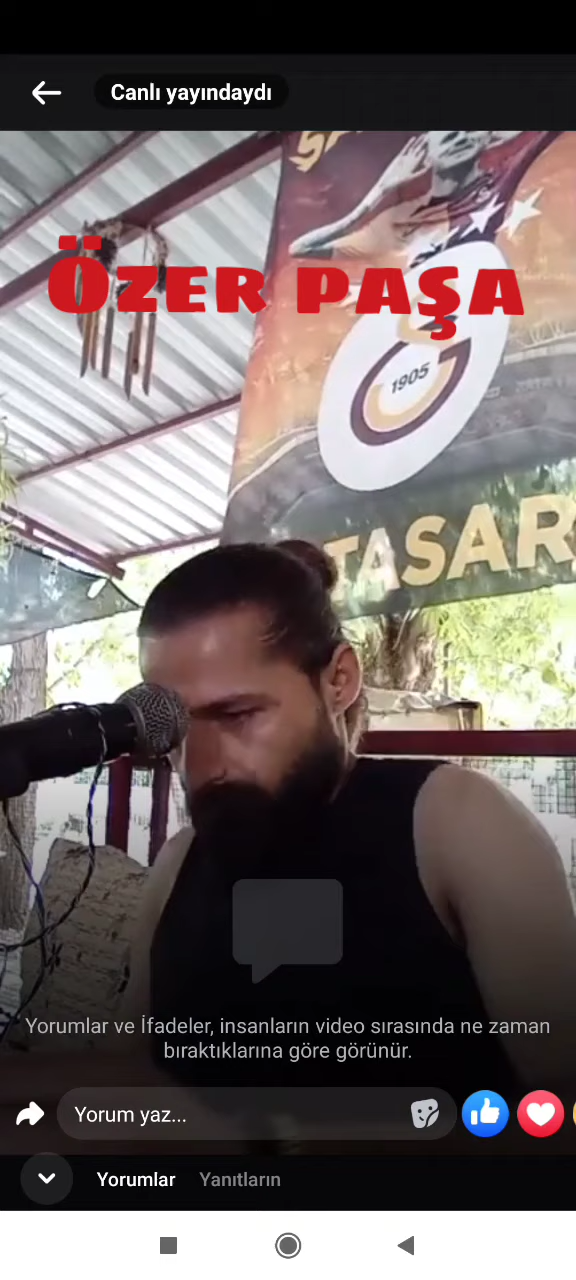 Canlı yayındaydı
ÖZER PAŞA
1905
TASAR
Yorumlar ve İfadeler, insanların video sırasında ne zaman
bıraktıklarına göre görünür.
Yorum yaz...
Yorumlar Yanıtların